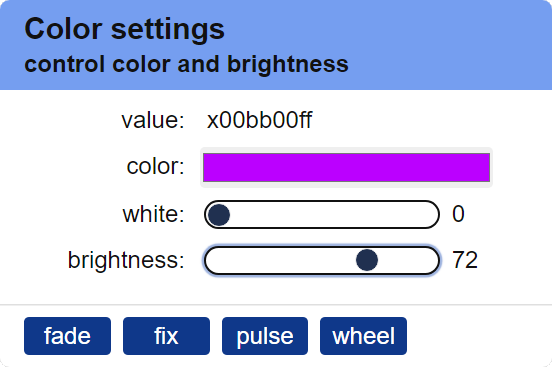 Color settings
control color and brightness
value: x00bb00ff
color:
white: 0
brightness: 72
fade fix pulse wheel